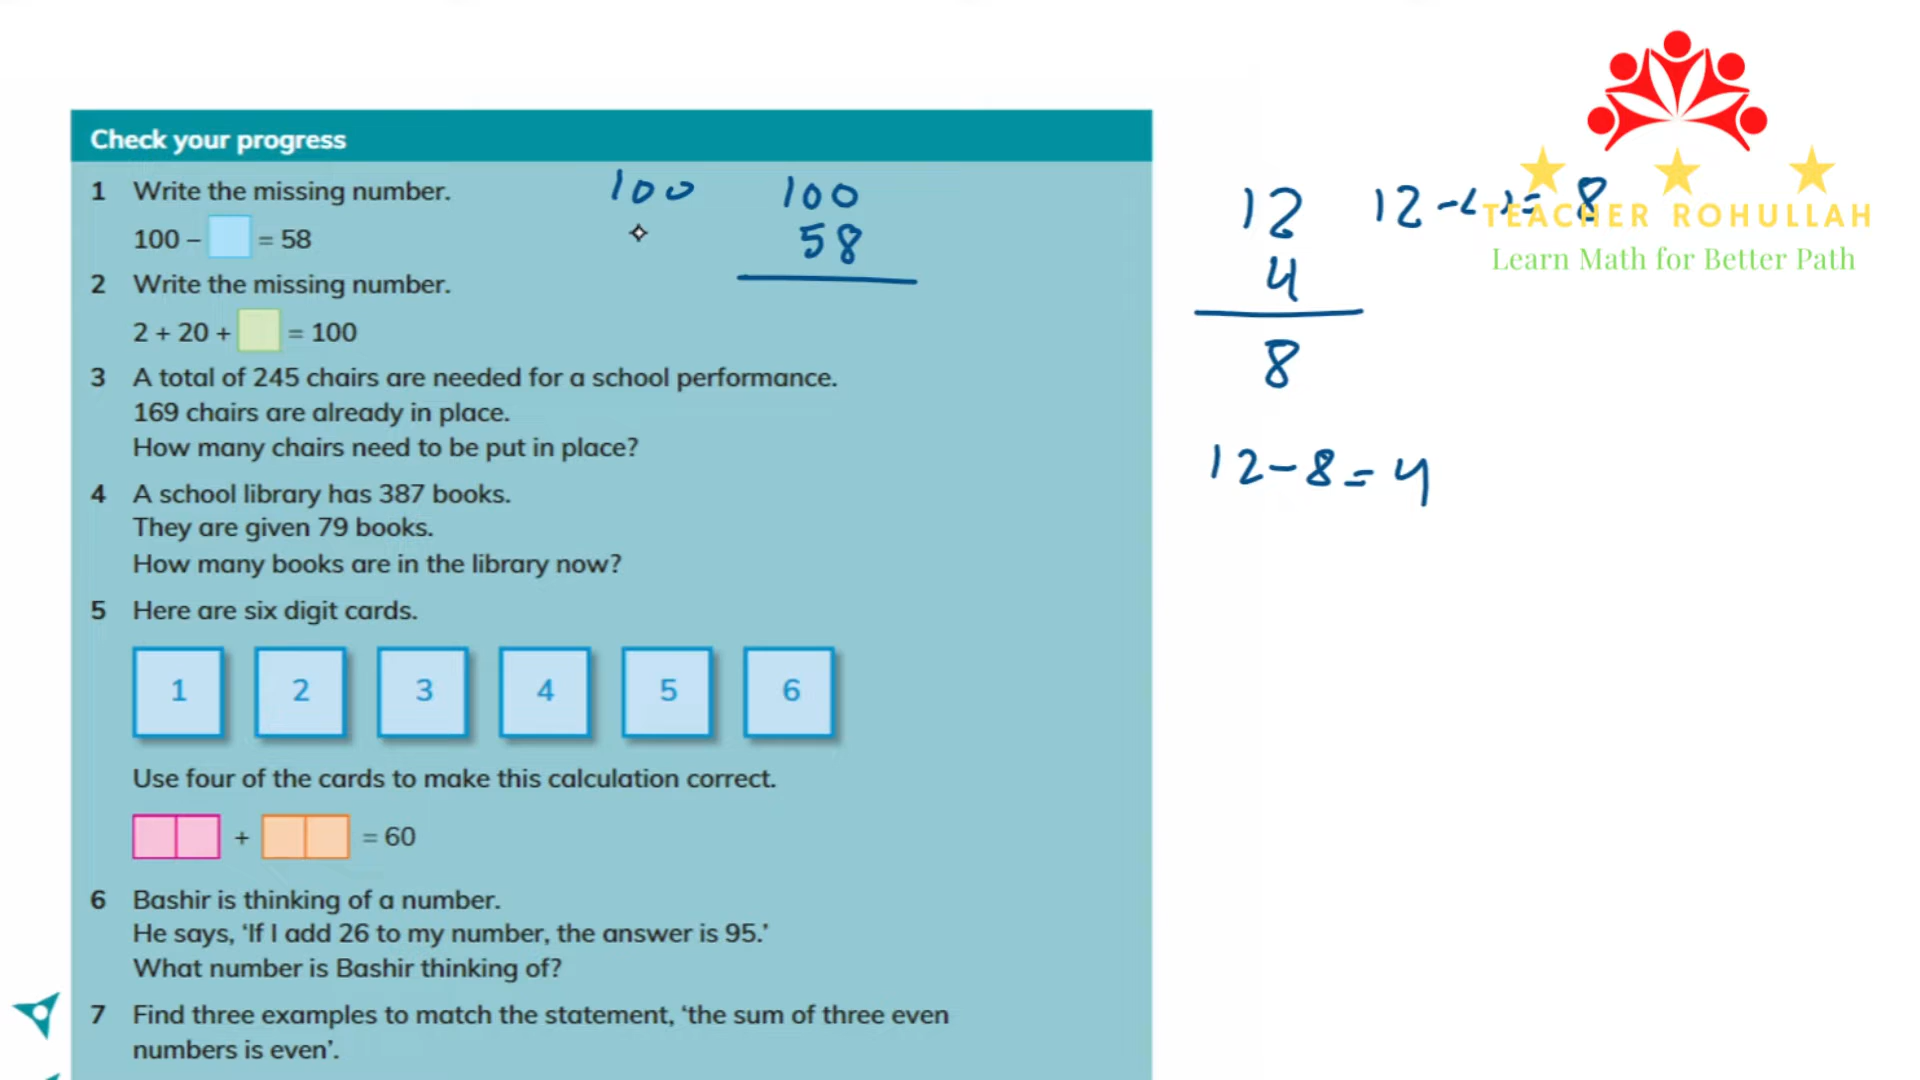 Check your progress
1 Write the missing number.
100 – = 58
100
100
58
2 Write the missing number.
2 + 20 + = 100
3 A total of 245 chairs are needed for a school performance.
169 chairs are already in place.
How many chairs need to be put in place?
4 A school library has 387 books.
They are given 79 books.
How many books are in the library now?
5 Here are six digit cards.
1 2 3 4 5 6
Use four of the cards to make this calculation correct.
+ = 60
6 Bashir is thinking of a number.
He says, ‘If I add 26 to my number, the answer is 95.’
What number is Bashir thinking of?
7 Find three examples to match the statement, ‘the sum of three even
numbers is even’.
12
4
8
12 - = 8
12 - 8 = 4
TEACHER ROHULLAH
Learn Math for Better Path